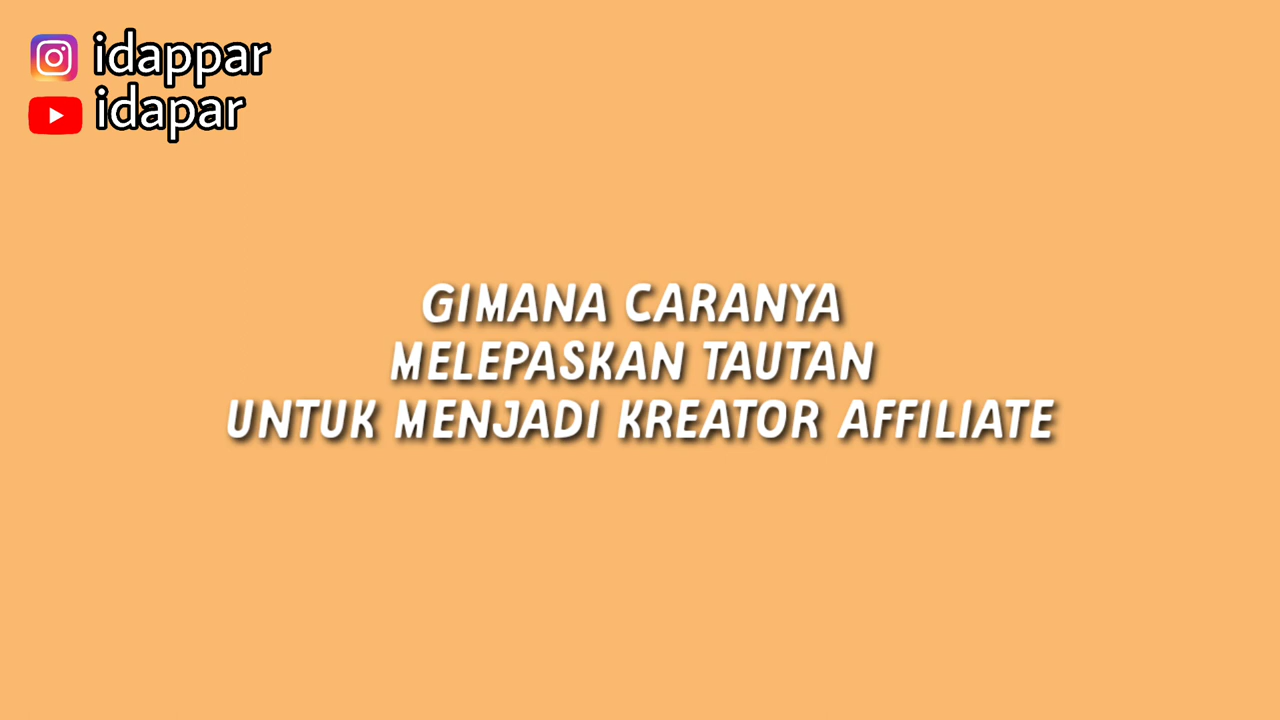 idappar
idapar
GIMANA CARANYA
MELEPASKAN TAUTAN
UNTUK MENJADI KREATOR AFFILIATE